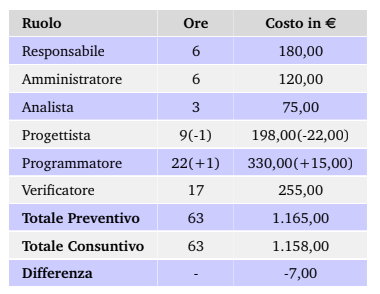 Ruolo Ore Costo in €
Responsabile 6 180,00
Amministratore 6 120,00
Analista 3 75,00
Progettista 9(-1) 198,00(-22,00)
Programmatore 22(+1) 330,00(+15,00)
Verificatore 17 255,00
Totale Preventivo 63 1.165,00
Totale Consuntivo 63 1.158,00
Differenza - -7,00